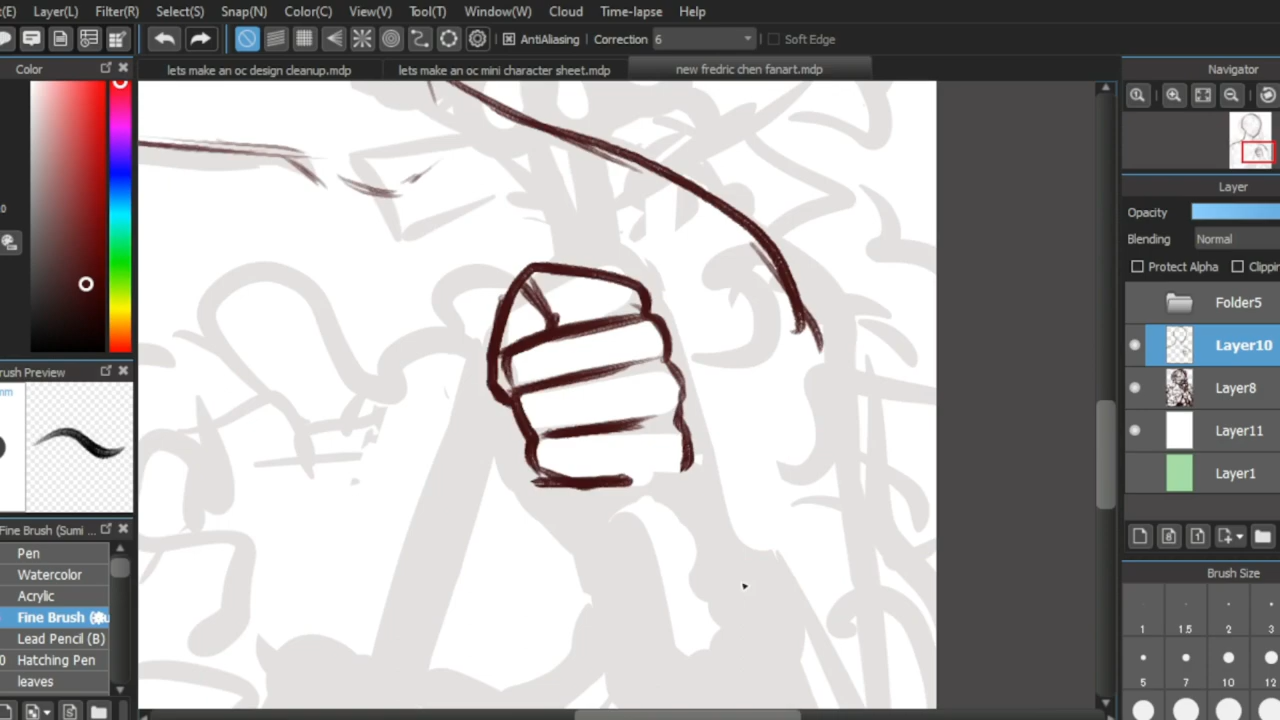 (E) Layer(L) Filter(R) Select(S) Snap(N) Color(C) View(V) Tool(T) Window(W) Cloud Time-lapse Help
AntiAliasing Correction 6 Soft Edge
Color
lets make an oc design cleanup.mdp
lets make an oc mini character sheet.mdp
new fredric chen fanart.mdp
Navigator
Layer
Opacity
Blending Normal
Protect Alpha Clippin
Folder5
Layer10
Layer8
Layer11
Layer1
rush Preview
mm
Fine Brush (Sumi ...
Pen
Watercolor
Acrylic
Fine Brush
Lead Pencil (B)
Hatching Pen
leaves
Brush Size
1 1.5 2 3
5 7 10 12